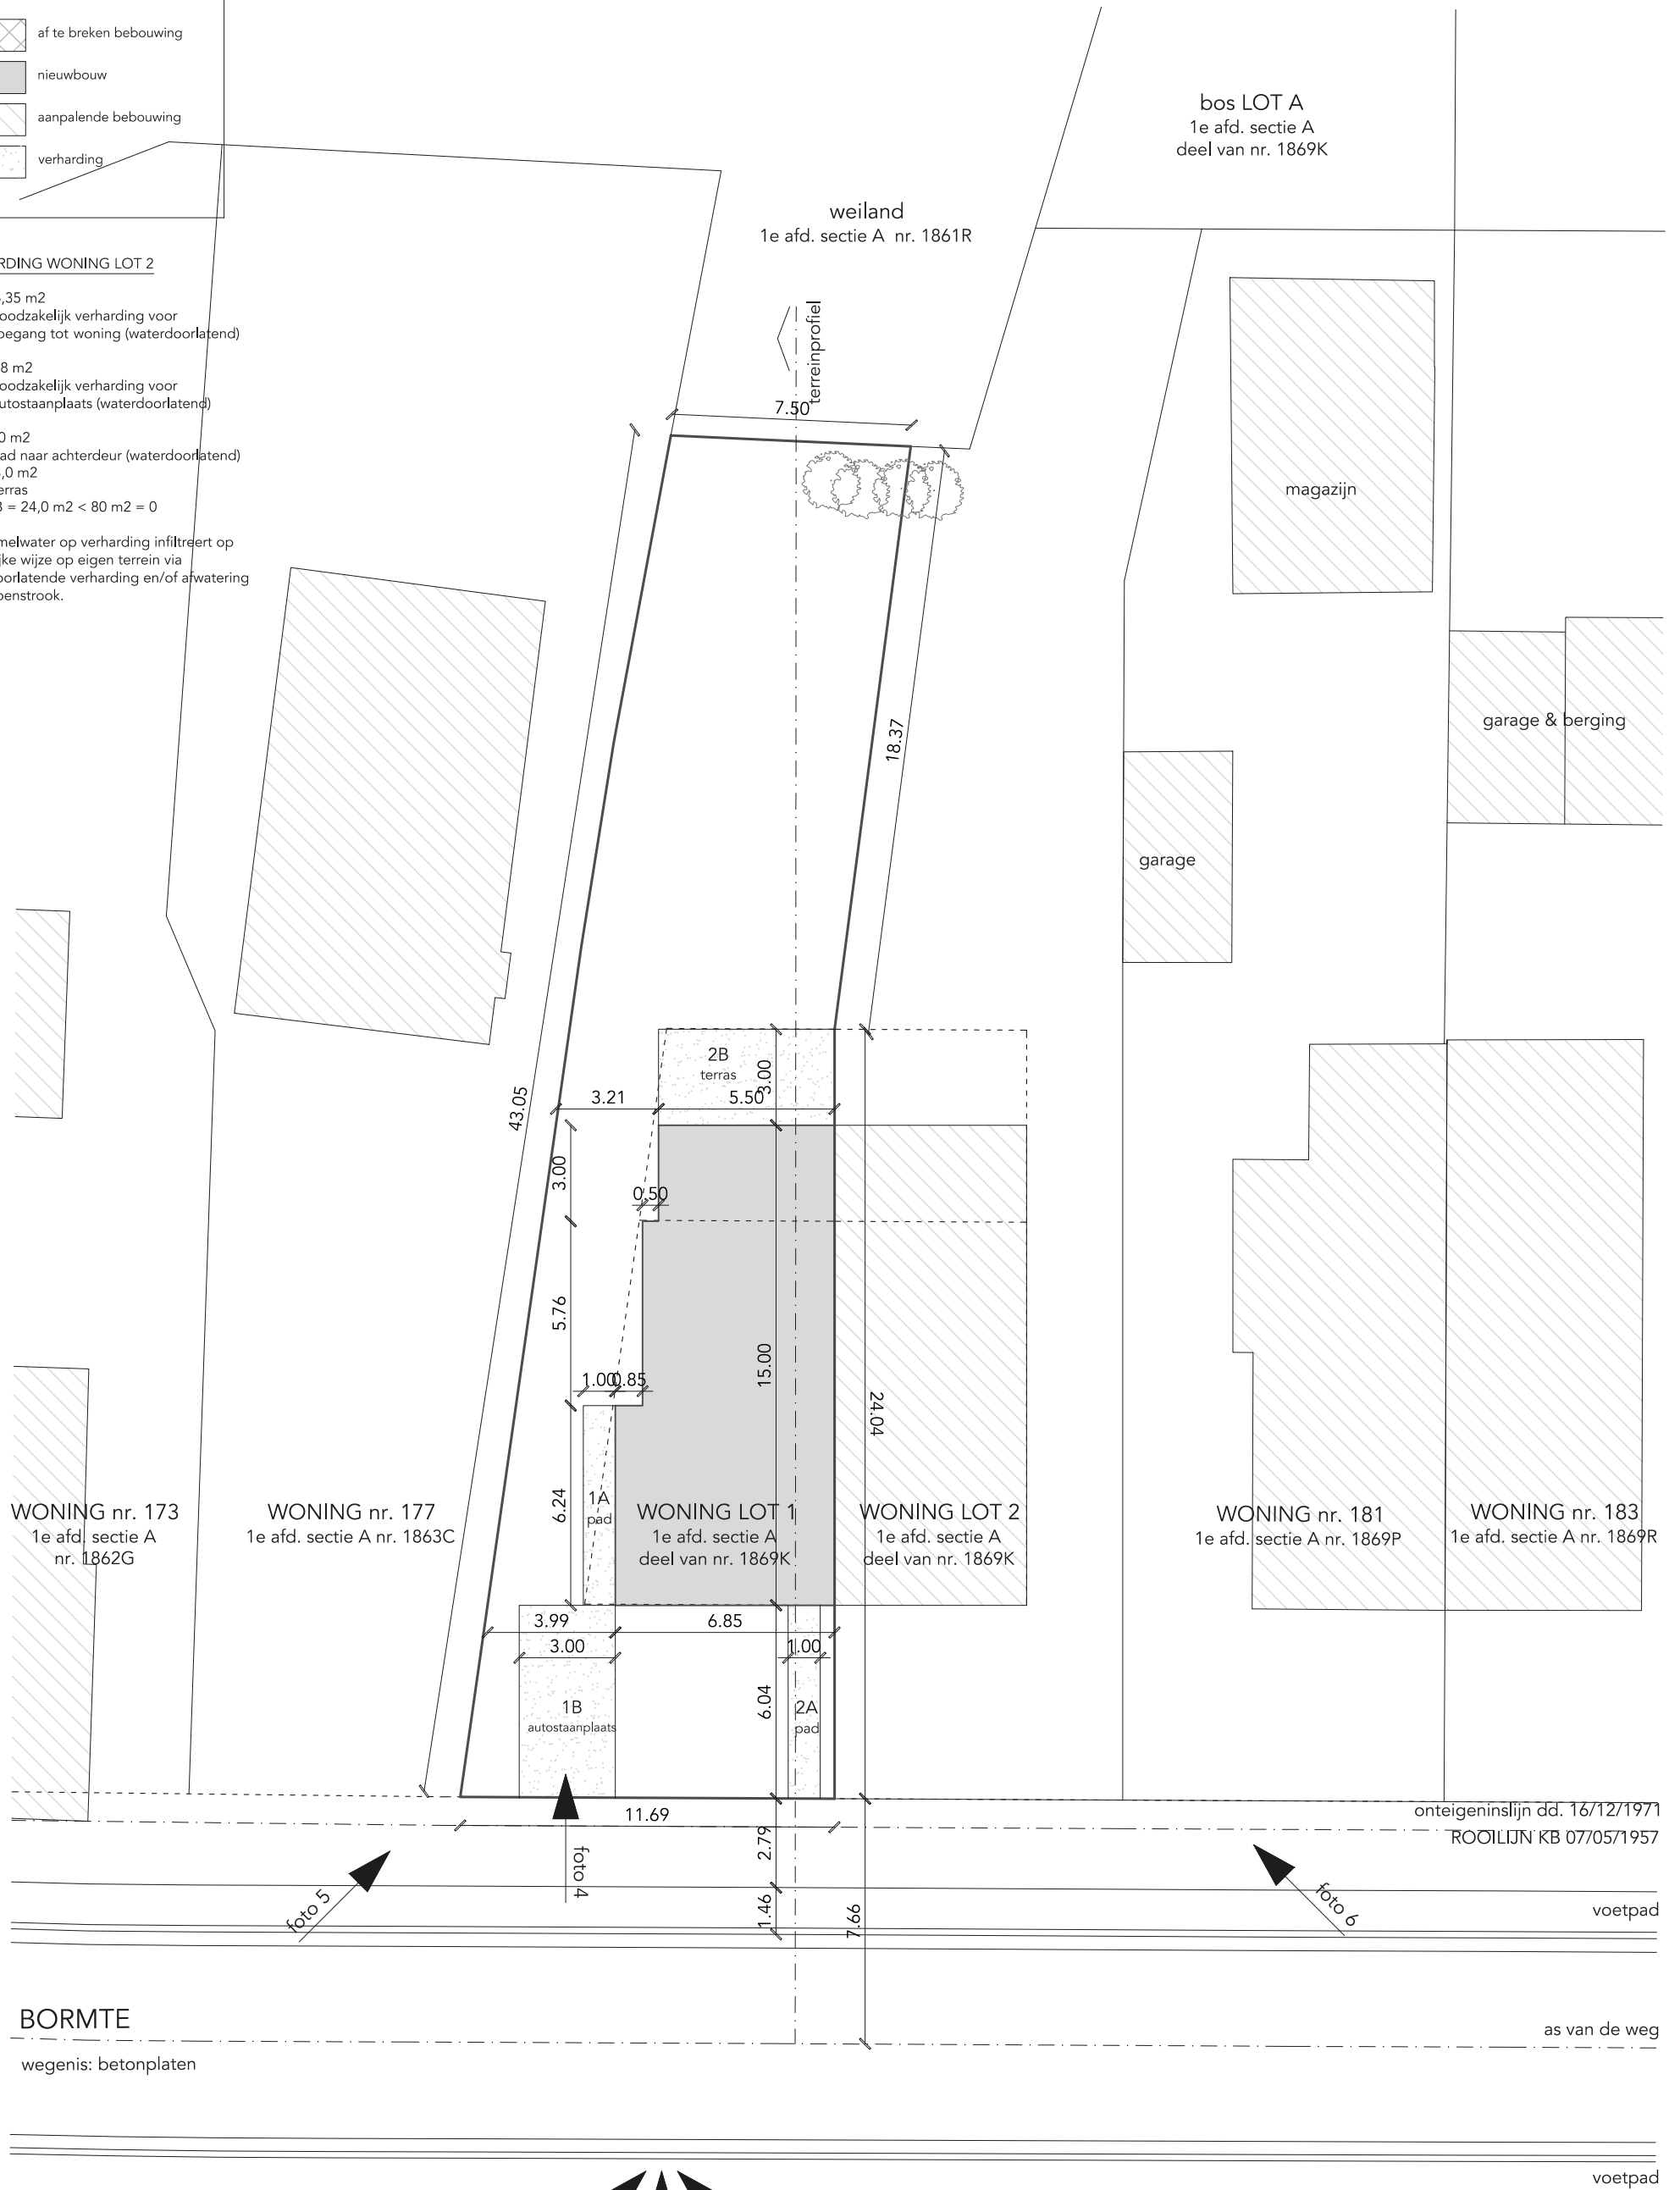 af te breken bebouwing
nieuwbouw
aanpalende bebouwing
verharding
bos LOT A
1e afd. sectie A
deel van nr. 1869K
weiland
1e afd. sectie A nr. 1861R
RDING WONING LOT 2
,35 m2
oodzakelijk verharding voor
egang tot woning (waterdoorlatend)
8 m2
oodzakelijk verharding voor
utostaanplaats (waterdoorlatend)
0 m2
ad naar achterdeur (waterdoorlatend)
,0 m2
erras
= 24,0 m2 < 80 m2 = 0
melwater op verharding infiltreert op
ijke wijze op eigen terrein via
oorlatende verharding en/of afwatering
enstrook.
terreinprofiel
7.50
magazijn
garage & berging
18.37
garage
43.05
2B
terras
3.00
3.21
5.50
3.00
0.50
5.76
15.00
1.00
0.85
24.04
6.24
1A
pad
WONING nr. 173
1e afd. sectie A
nr. 1862G
WONING nr. 177
1e afd. sectie A nr. 1863C
WONING LOT 1
1e afd. sectie A
deel van nr. 1869K
WONING LOT 2
1e afd. sectie A
deel van nr. 1869K
WONING nr. 181
1e afd. sectie A nr. 1869P
WONING nr. 183
1e afd. sectie A nr. 1869R
3.99
6.85
3.00
1.00
6.04
1B
autostaanplaats
2A
pad
11.69
onteigeninslijn dd. 16/12/1971
ROOILIJN KB 07/05/1957
2.79
foto 4
foto 5
foto 6
1.46
7.66
voetpad
BORMTE
as van de weg
wegenis: betonplaten
voetpad